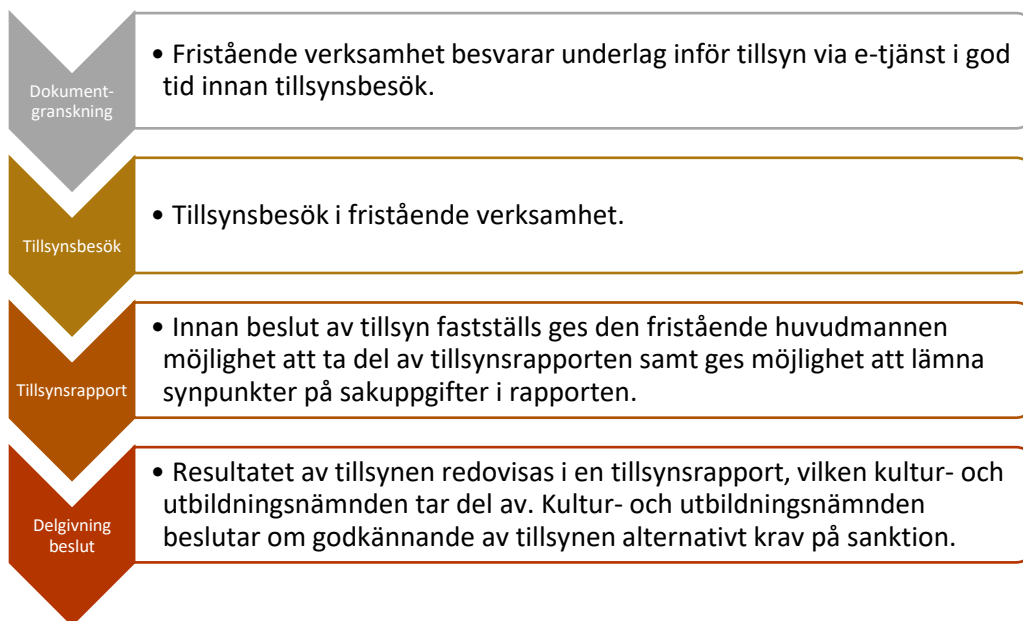 Dokument-
granskning
• Fristående verksamhet besvarar underlag inför tillsyn via e-tjänst i god
tid innan tillsynsbesök.
Tillsynsbesök
• Tillsynsbesök i fristående verksamhet.
Tillsynsrapport
• Innan beslut av tillsyn fastställs ges den fristående huvudmannen
möjlighet att ta del av tillsynsrapporten samt ges möjlighet att lämna
synpunkter på sakuppgifter i rapporten.
Delgivning
beslut
• Resultatet av tillsynen redovisas i en tillsynsrapport, vilken kultur- och
utbildningsnämnden tar del av. Kultur- och utbildningsnämnden
beslutar om godkännande av tillsynen alternativt krav på sanktion.